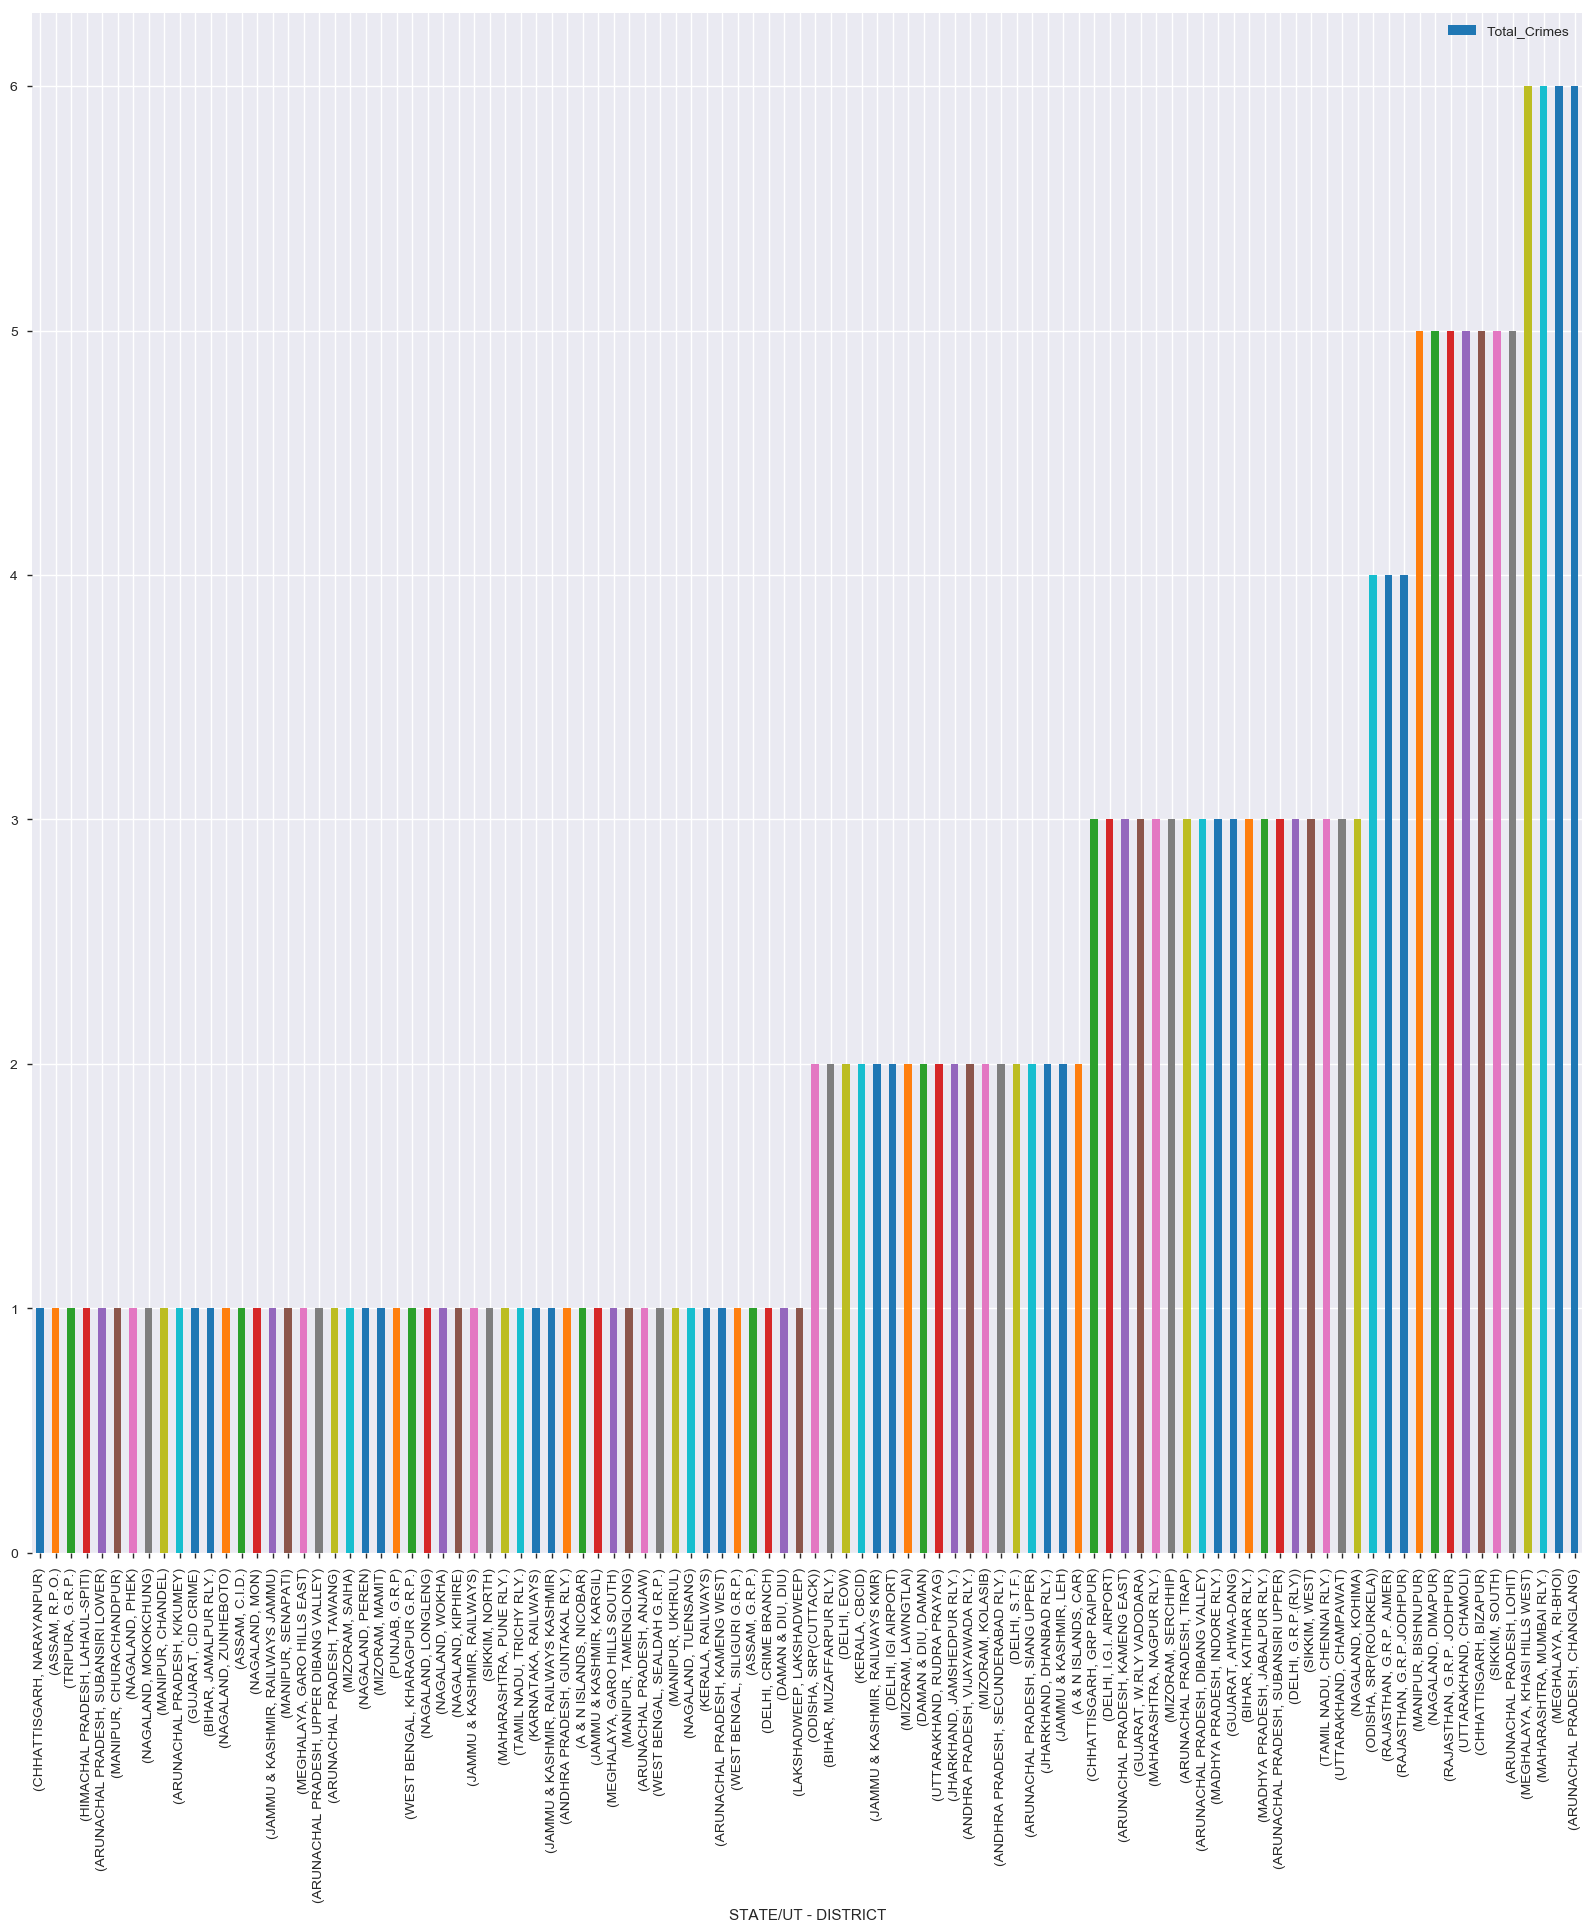 Total_Crimes
6
5
4
3
2
1
0
(CHHATTISGARH, NARAYANPUR)
(ASSAM, R.P.O.)
(TRIPURA, G.R.P.)
(HIMACHAL PRADESH, LAHAUL-SPITI)
(ARUNACHAL PRADESH, SUBANSIRI LOWER)
(MANIPUR, CHURACHANDPUR)
(NAGALAND, PHEK)
(NAGALAND, MOKOKCHUNG)
(MANIPUR, CHANDEL)
(ARUNACHAL PRADESH, K/KUMEY)
(GUJARAT, CID CRIME)
(BIHAR, JAMALPUR RLY.)
(NAGALAND, ZUNHEBOTO)
(ASSAM, C.I.D.)
(NAGALAND, MON)
(JAMMU & KASHMIR, RAILWAYS JAMMU)
(MANIPUR, SENAPATI)
(MEGHALAYA, GARO HILLS EAST)
(ARUNACHAL PRADESH, UPPER DIBANG VALLEY)
(ARUNACHAL PRADESH, TAWANG)
(MIZORAM, SAIHA)
(NAGALAND, PEREN)
(MIZORAM, MAMIT)
(PUNJAB, G.R.P)
(WEST BENGAL, KHARAGPUR G.R.P.)
(NAGALAND, LONGLENG)
(NAGALAND, WOKHA)
(NAGALAND, KIPHIRE)
(JAMMU & KASHMIR, RAILWAYS)
(SIKKIM, NORTH)
(MAHARASHTRA, PUNE RLY.)
(TAMIL NADU, TRICHY RLY.)
(KARNATAKA, RAILWAYS)
(JAMMU & KASHMIR, RAILWAYS KASHMIR)
(ANDHRA PRADESH, GUNTAKAL RLY.)
(A & N ISLANDS, NICOBAR)
(JAMMU & KASHMIR, KARGIL)
(MEGHALAYA, GARO HILLS SOUTH)
(MANIPUR, TAMENGLONG)
(ARUNACHAL PRADESH, ANJAW)
(WEST BENGAL, SEALDAH G.R.P.)
(MANIPUR, UKHRUL)
(NAGALAND, TUENSANG)
(KERALA, RAILWAYS)
(ARUNACHAL PRADESH, KAMENG WEST)
(WEST BENGAL, SILIGURI G.R.P.)
(ASSAM, G.R.P.)
(DELHI, CRIME BRANCH)
(DAMAN & DIU, DIU)
(LAKSHADWEEP, LAKSHADWEEP)
(ODISHA, SRP(CUTTACK))
(BIHAR, MUZAFFARPUR RLY.)
(DELHI, EOW)
(KERALA, CBCID)
(JAMMU & KASHMIR, RAILWAYS KMR)
(DELHI, IGI AIRPORT)
(MIZORAM, LAWNGTLAI)
(DAMAN & DIU, DAMAN)
(UTTARAKHAND, RUDRA PRAYAG)
(JHARKHAND, JAMSHEDPUR RLY.)
(ANDHRA PRADESH, VIJAYAWADA RLY.)
(MIZORAM, KOLASIB)
(ANDHRA PRADESH, SECUNDERABAD RLY.)
(DELHI, S.T.F.)
(ARUNACHAL PRADESH, SIANG UPPER)
(JHARKHAND, DHANBAD RLY.)
(JAMMU & KASHMIR, LEH)
(A & N ISLANDS, CAR)
(CHHATTISGARH, GRP RAIPUR)
(DELHI, I.G.I. AIRPORT)
(ARUNACHAL PRADESH, KAMENG EAST)
(GUJARAT, W.RLY VADODARA)
(MAHARASHTRA, NAGPUR RLY.)
(MIZORAM, SERCHHIP)
(ARUNACHAL PRADESH, TIRAP)
(ARUNACHAL PRADESH, DIBANG VALLEY)
(MADHYA PRADESH, INDORE RLY.)
(GUJARAT, AHWA-DANG)
(BIHAR, KATIHAR RLY.)
(MADHYA PRADESH, JABALPUR RLY.)
(ARUNACHAL PRADESH, SUBANSIRI UPPER)
(DELHI, G.R.P.(RLY))
(SIKKIM, WEST)
(TAMIL NADU, CHENNAI RLY.)
(UTTARAKHAND, CHAMPAWAT)
(NAGALAND, KOHIMA)
(ODISHA, SRP(ROURKELA))
(RAJASTHAN, G.R.P. AJMER)
(RAJASTHAN, G.R.P.JODHPUR)
(MANIPUR, BISHNUPUR)
(NAGALAND, DIMAPUR)
(RAJASTHAN, G.R.P. JODHPUR)
(UTTARAKHAND, CHAMOLI)
(CHHATTISGARH, BIZAPUR)
(SIKKIM, SOUTH)
(ARUNACHAL PRADESH, LOHIT)
(MEGHALAYA, KHASI HILLS WEST)
(MAHARASHTRA, MUMBAI RLY.)
(MEGHALAYA, RI-BHOI)
(ARUNACHAL PRADESH, CHANGLANG)
STATE/UT - DISTRICT